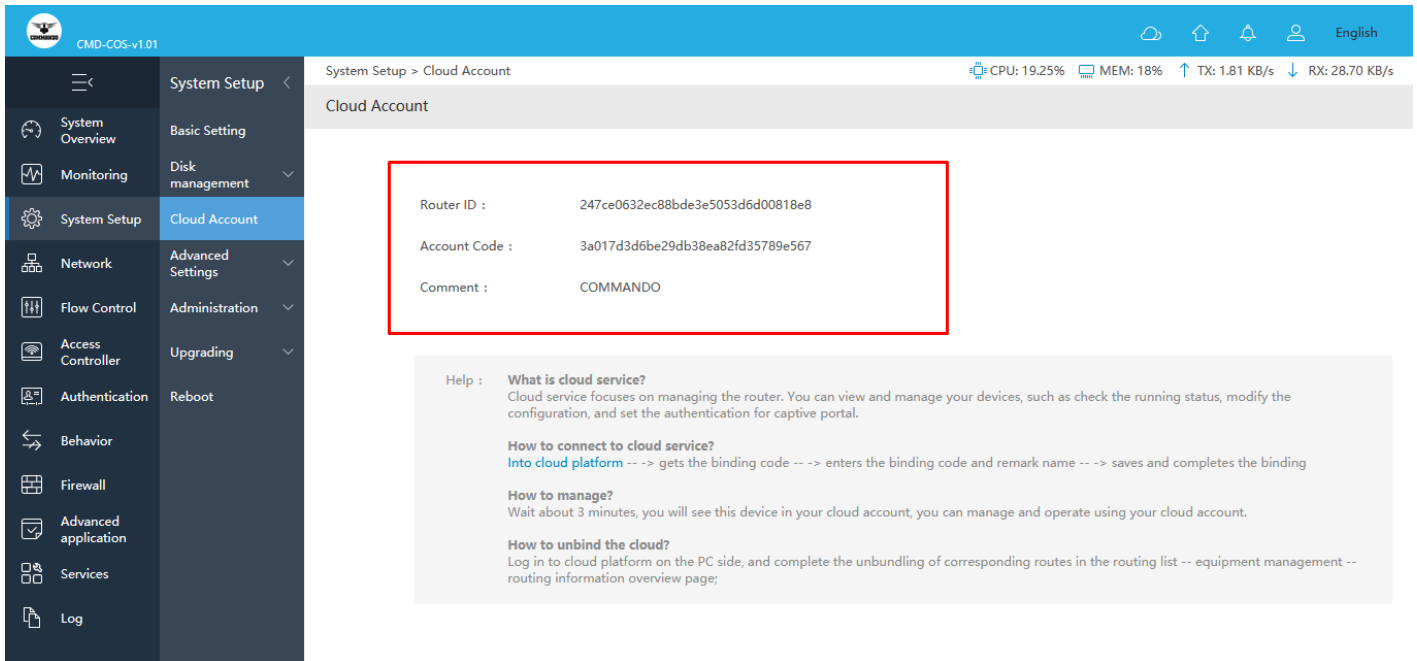 COMMANDO
CMD-COS-v1.01
English
System Setup
System Setup > Cloud Account
CPU: 19.25% MEM: 18% TX: 1.81 KB/s RX: 28.70 KB/s
Cloud Account
System
Overview
Monitoring
System Setup
Network
Flow Control
Access
Controller
Authentication
Behavior
Firewall
Advanced
application
Services
Log
Basic Setting
Disk
management
Cloud Account
Advanced
Settings
Administration
Upgrading
Reboot
Router ID : 247ce0632ec88bde3e5053d6d00818e8
Account Code : 3a017d3d6be29db38ea82fd35789e567
Comment : COMMANDO
Help : What is cloud service?
Cloud service focuses on managing the router. You can view and manage your devices, such as check the running status, modify the
configuration, and set the authentication for captive portal.
How to connect to cloud service?
Into cloud platform -- -> gets the binding code -- -> enters the binding code and remark name -- -> saves and completes the binding
How to manage?
Wait about 3 minutes, you will see this device in your cloud account, you can manage and operate using your cloud account.
How to unbind the cloud?
Log in to cloud platform on the PC side, and complete the unbundling of corresponding routes in the routing list -- equipment management --
routing information overview page;